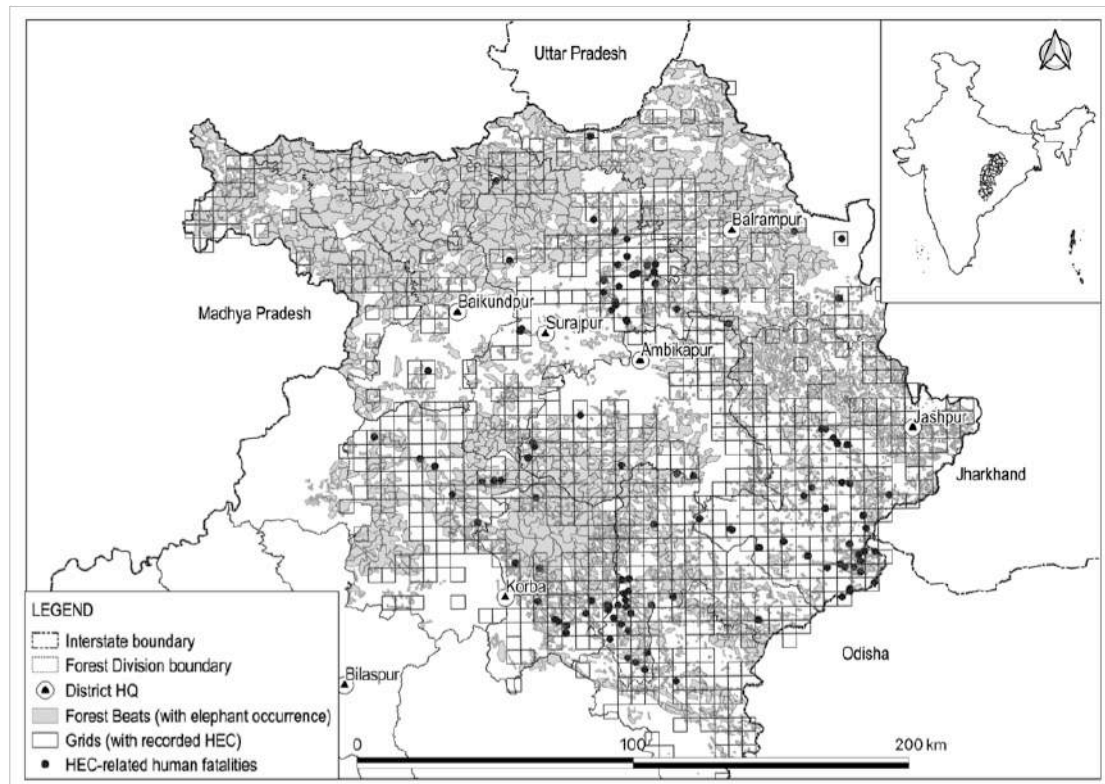 Uttar Pradesh
Balrampur
Madhya Pradesh
Baikundpur
Surajpur
Ambikapur
Jashpur
Jharkhand
Korba
Odisha
Bilaspur
LEGEND
Interstate boundary
Forest Division boundary
District HQ
Forest Beats (with elephant occurrence)
Grids (with recorded HEC)
HEC-related human fatalities
0 100 200 km